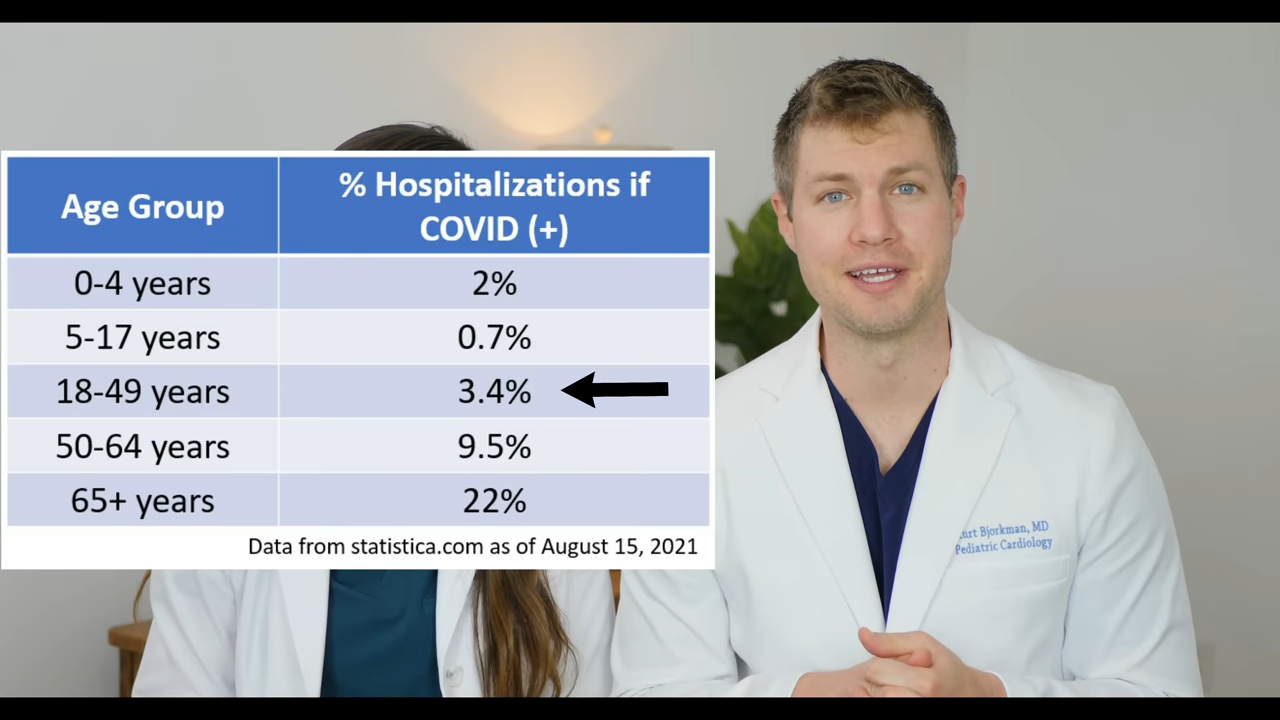 Age Group
% Hospitalizations if
COVID (+)
0-4 years
2%
5-17 years
0.7%
18-49 years
3.4%
50-64 years
9.5%
65+ years
22%
Data from statistica.com as of August 15, 2021
Bjorkman, MD
Pediatric Cardiology